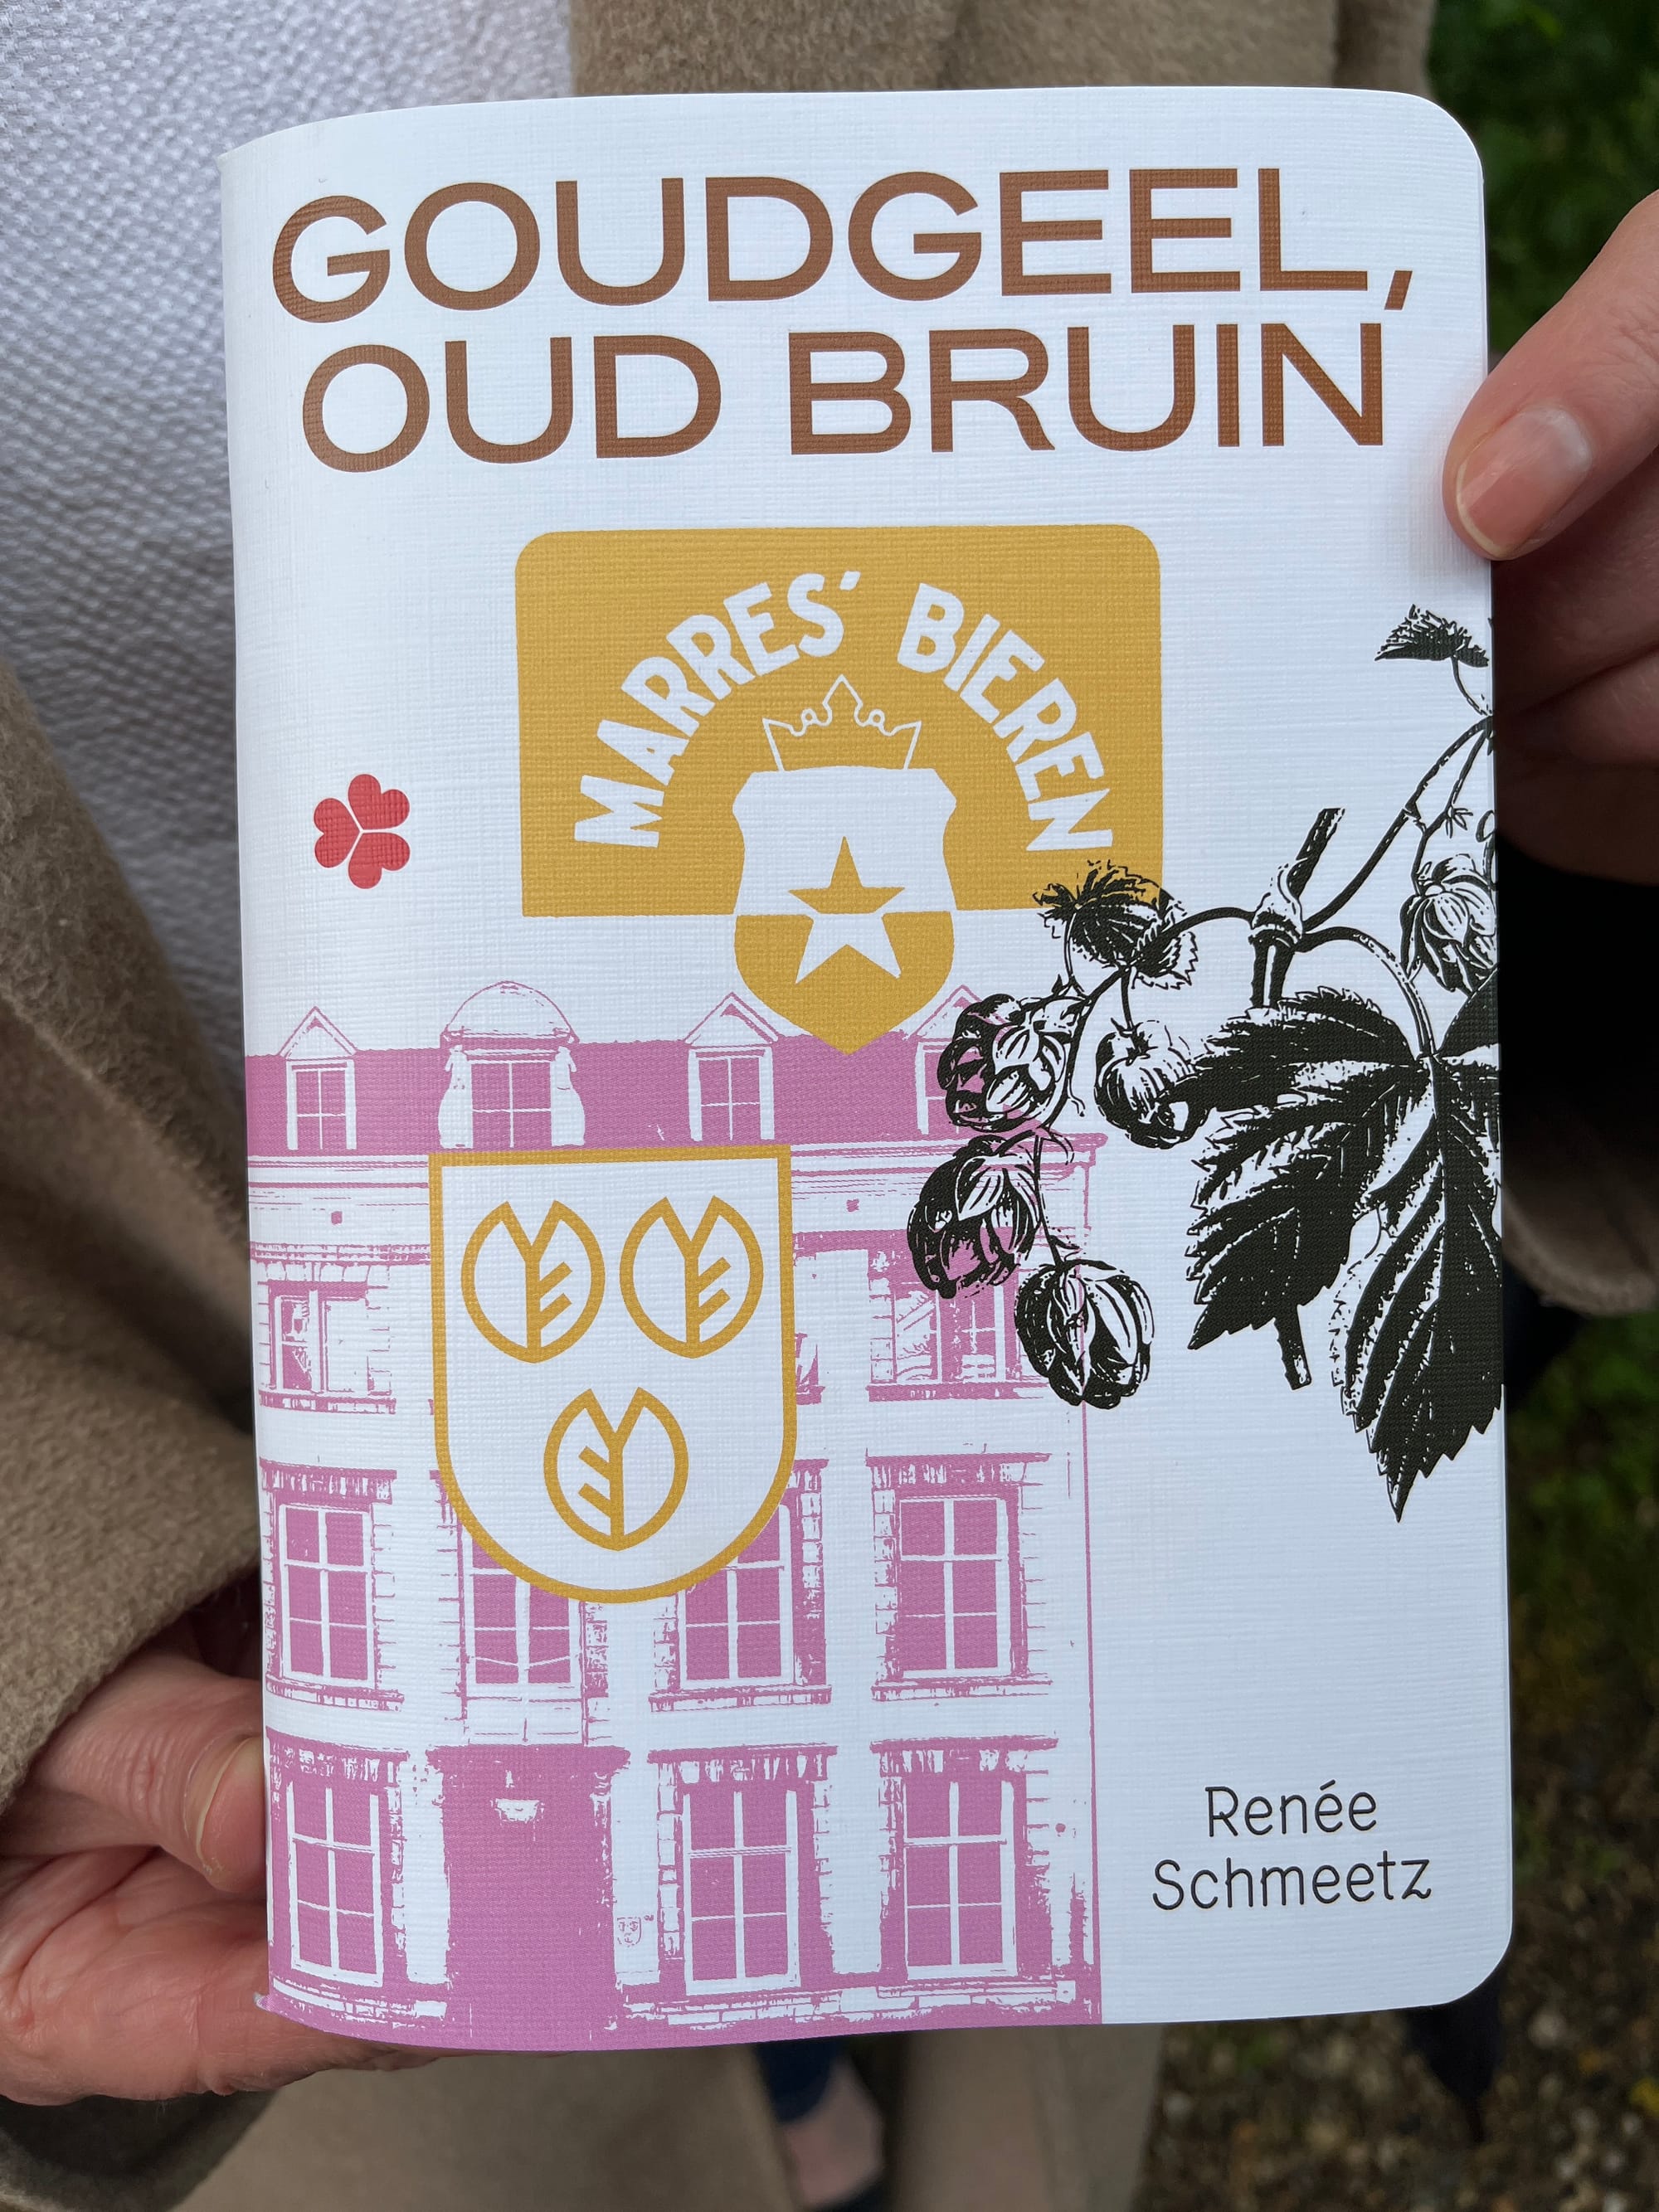 GOUDGEEL,
OUD BRUIN
MARRES' BIEREN
Renée
Schmeetz